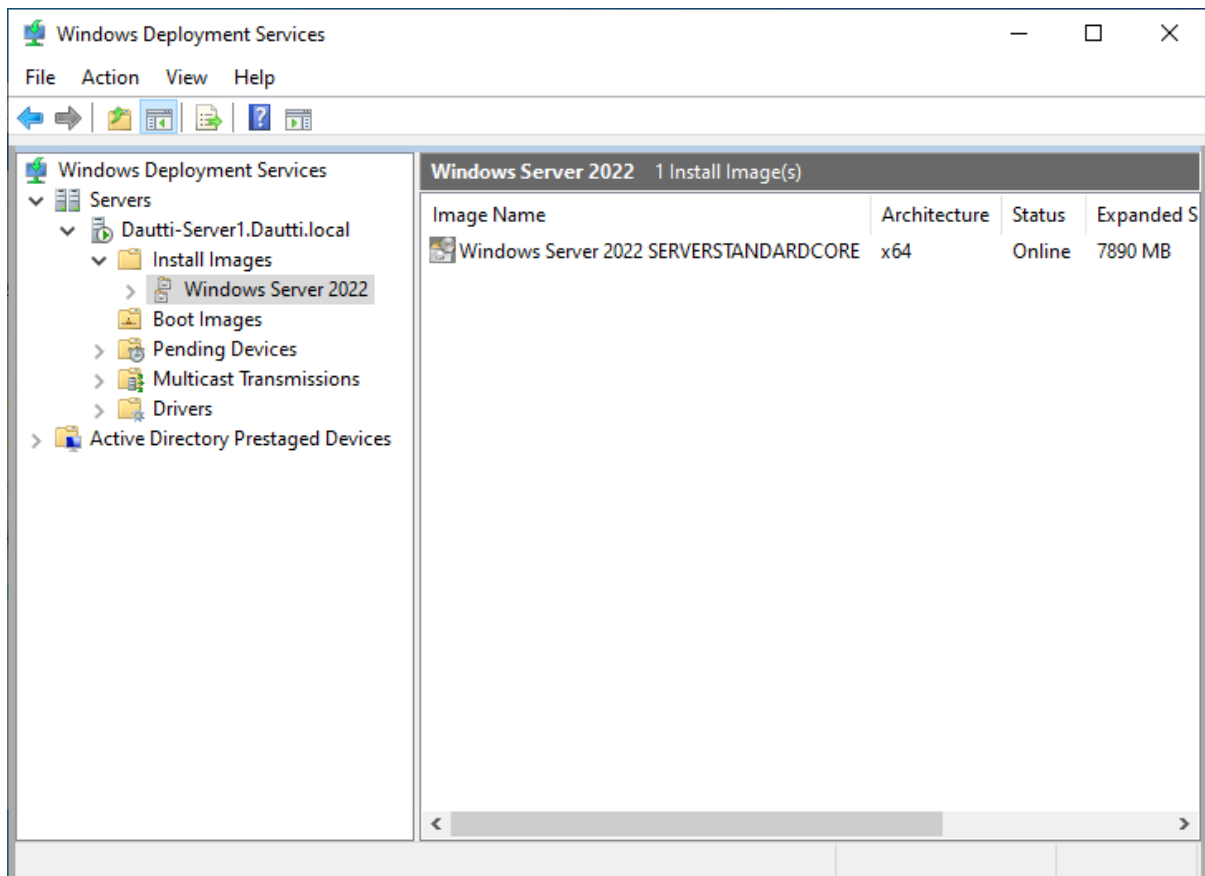 Windows Deployment Services
File Action View Help
Windows Deployment Services
Servers
Dautti-Server1.Dautti.local
Install Images
Windows Server 2022
Boot Images
Pending Devices
Multicast Transmissions
Drivers
Active Directory Prestaged Devices
Windows Server 2022 1 Install Image(s)
Image Name Architecture Status Expanded S
Windows Server 2022 SERVERSTANDARDCORE x64 Online 7890 MB